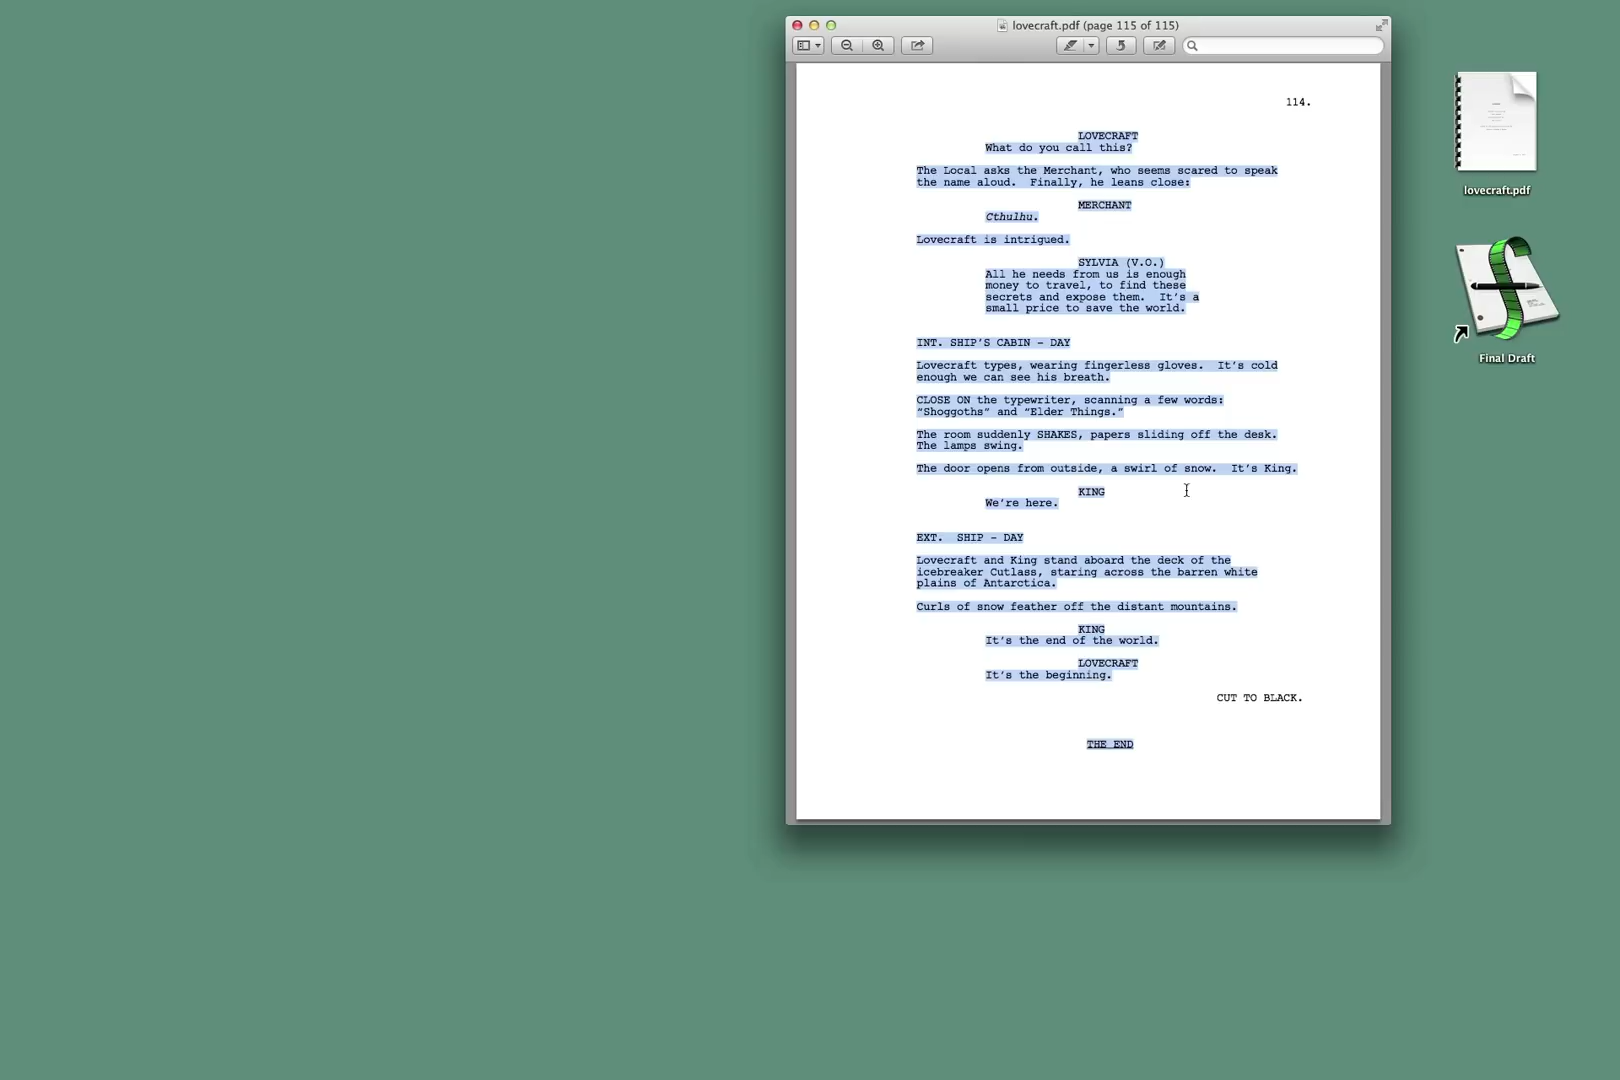 lovecraft.pdf (page 115 of 115)
114.
LOVECRAFT
What do you call this?
The Local asks the Merchant, who seems scared to speak
the name aloud.  Finally, he leans close:
MERCHANT
Cthulhu.
Lovecraft is intrigued.
SYLVIA (V.O.)
All he needs from us is enough
money to travel, to find these
secrets and expose them.  It’s a
small price to save the world.
INT. SHIP’S CABIN – DAY
Lovecraft types, wearing fingerless gloves.  It’s cold
enough we can see his breath.
CLOSE ON the typewriter, scanning a few words:
“Shoggoths” and “Elder Things.”
The room suddenly SHAKES, papers sliding off the desk.
The lamps swing.
The door opens from outside, a swirl of snow.  It’s King.
KING
We’re here.
EXT.  SHIP – DAY
Lovecraft and King stand aboard the deck of the
icebreaker Cutlass, staring across the barren white
plains of Antarctica.
Curls of snow feather off the distant mountains.
KING
It’s the end of the world.
LOVECRAFT
It’s the beginning.
CUT TO BLACK.
THE END
lovecraft.pdf
Final Draft